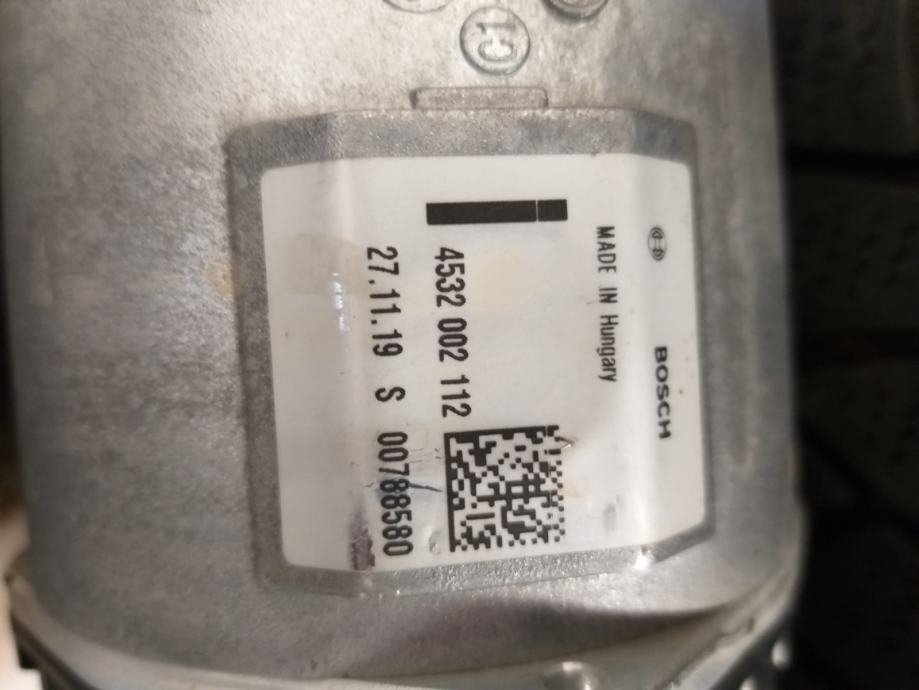 BOSCH
MADE IN Hungary
4532 002 112
27.11.19 S 00788580